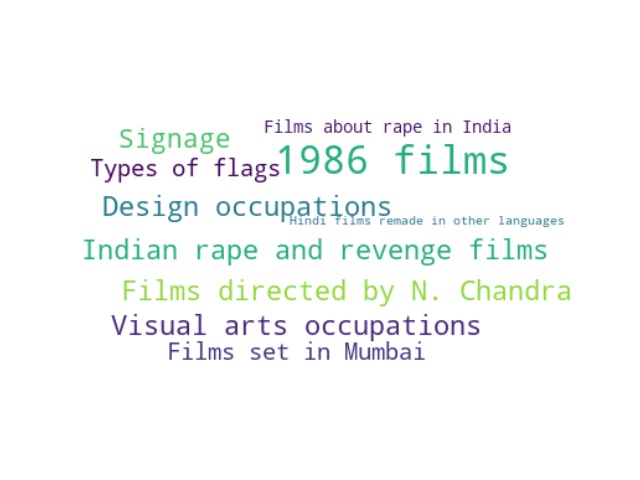 Films about rape in India
Signage
1986 films
Types of flags
Design occupations
Hindi films remade in other languages
Indian rape and revenge films
Films directed by N. Chandra
Visual arts occupations
Films set in Mumbai